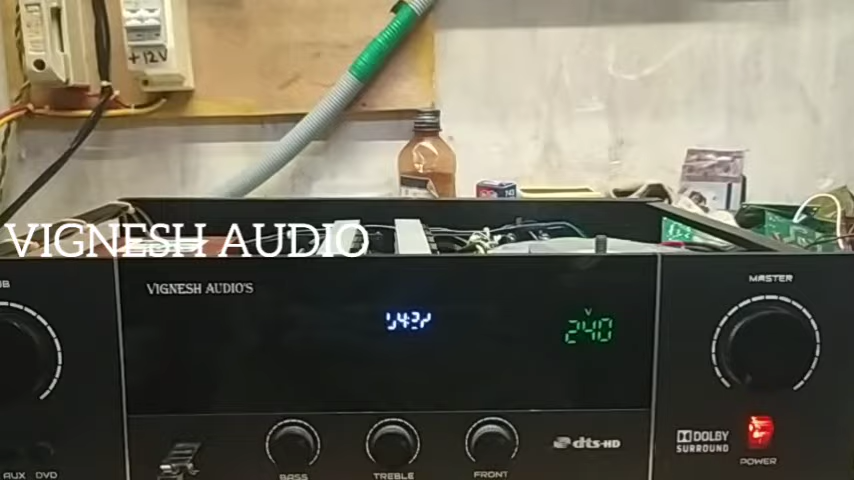 +12V
VIGNESH AUDIO
VIGNESH AUDIO'S
MASTER
V
240
dts-HD
DOLBY
SURROUND
POWER
AUX DVD
BASS
TREBLE
FRONT